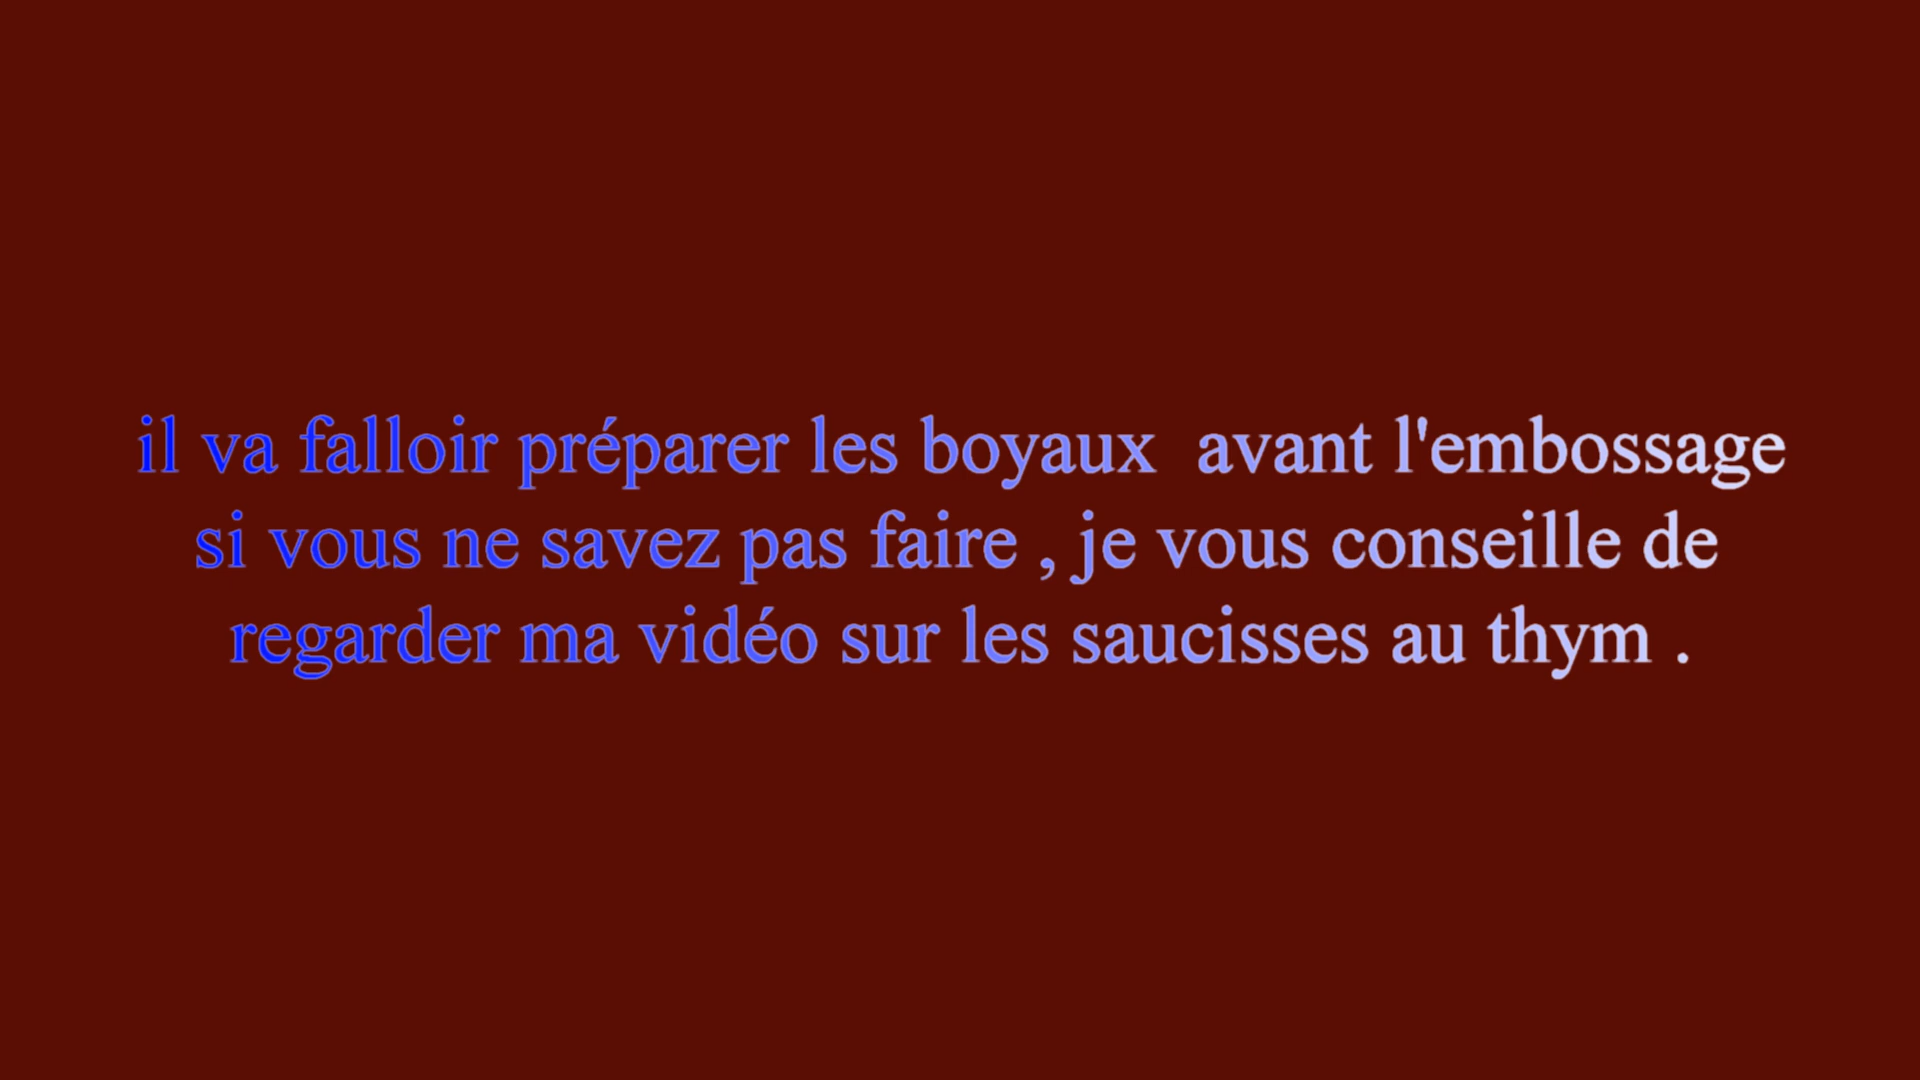 il va falloir préparer les boyaux  avant l'embossage
si vous ne savez pas faire , je vous conseille de
regarder ma vidéo sur les saucisses au thym .